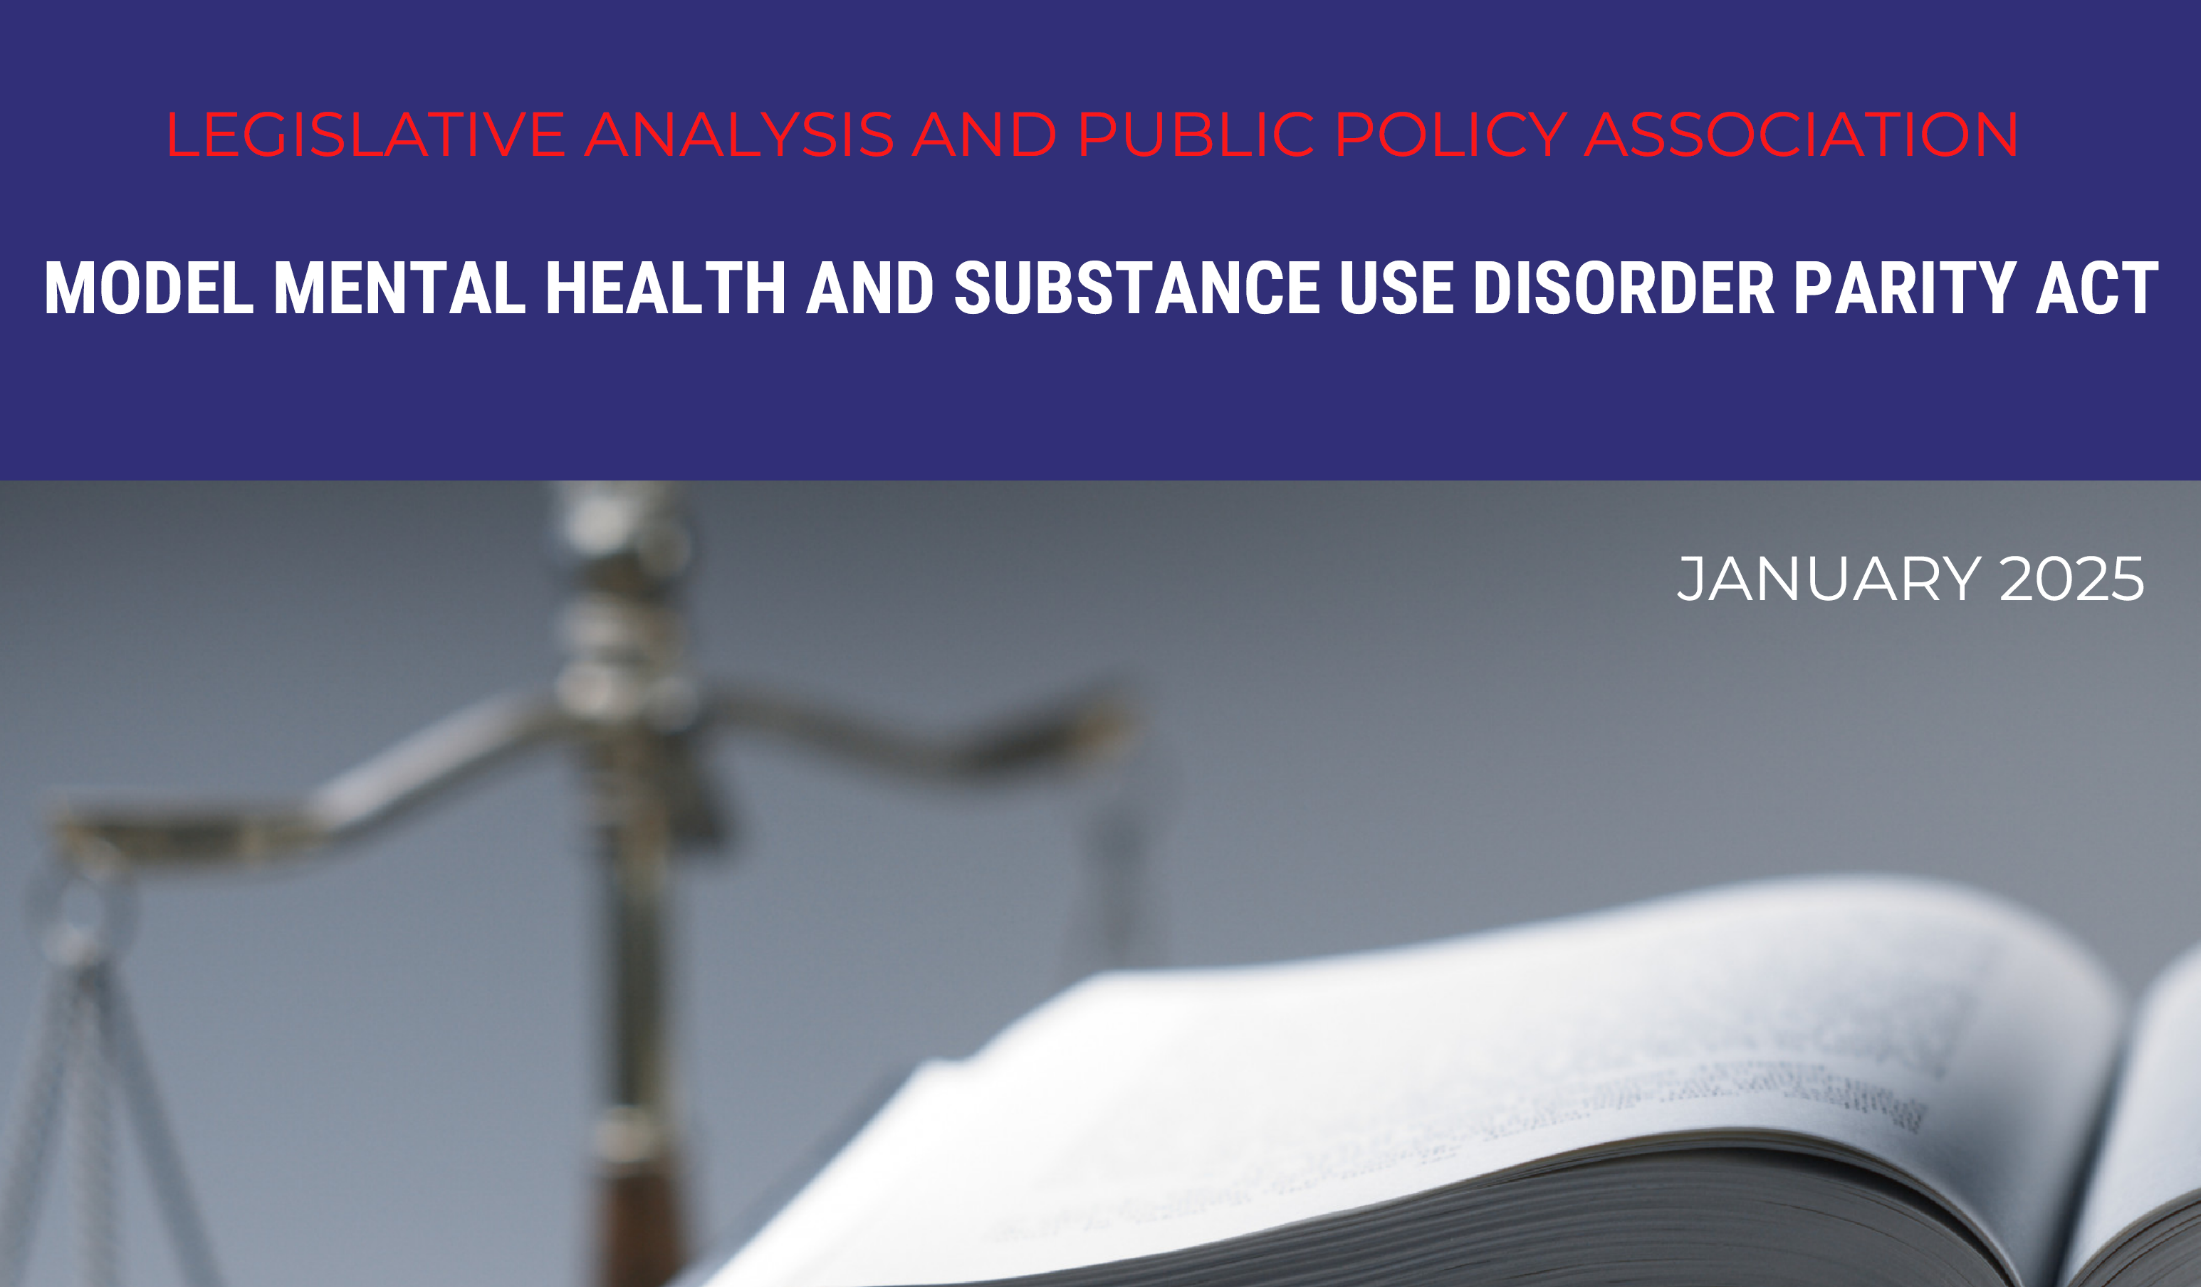 LEGISLATIVE ANALYSIS AND PUBLIC POLICY ASSOCIATION
MODEL MENTAL HEALTH AND SUBSTANCE USE DISORDER PARITY ACT
JANUARY 2025